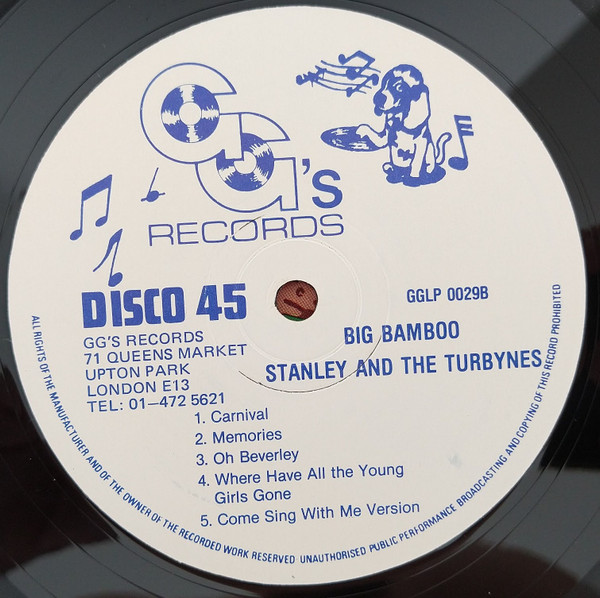 GG's
RECORDS
DISCO 45
GG'S RECORDS
71 QUEENS MARKET
UPTON PARK
LONDON E13
TEL: 01-472 5621
GGLP 0029B
BIG BAMBOO
STANLEY AND THE TURBYNES
1. Carnival
2. Memories
3. Oh Beverley
4. Where Have All the Young
Girls Gone
5. Come Sing With Me Version
ALL RIGHTS OF THE MANUFACTURER AND OF THE OWNER OF THE RECORDED WORK RESERVED UNAUTHORISED PUBLIC PERFORMANCE BROADCASTING AND COPYING OF THIS RECORD PROHIBITED